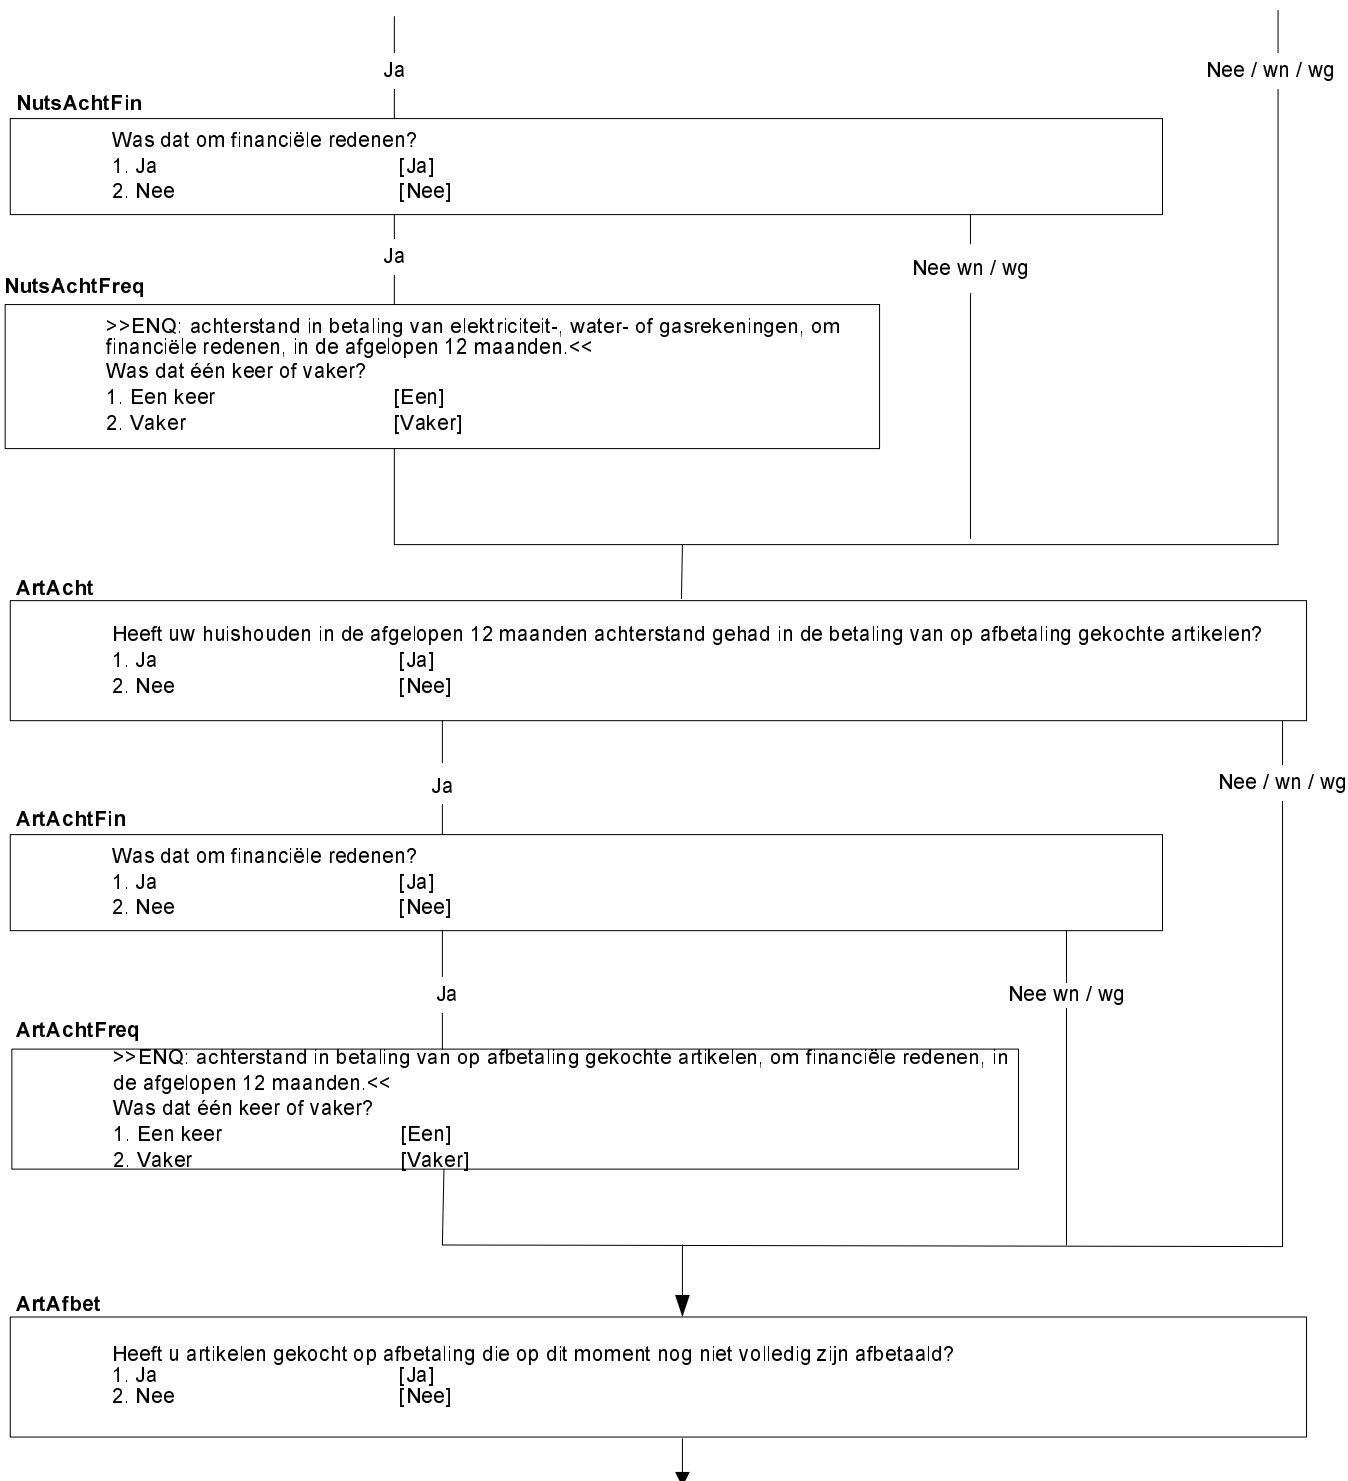 Ja
Nee / wn / wg
NutsAchtFin
Was dat om financiële redenen?
1. Ja [Ja]
2. Nee [Nee]
Ja
Nee wn / wg
NutsAchtFreq
>>ENQ: achterstand in betaling van elektriciteit-, water- of gasrekeningen, om
financiële redenen, in de afgelopen 12 maanden.<<
Was dat één keer of vaker?
1. Een keer [Een]
2. Vaker [Vaker]
ArtAcht
Heeft uw huishouden in de afgelopen 12 maanden achterstand gehad in de betaling van op afbetaling gekochte artikelen?
1. Ja [Ja]
2. Nee [Nee]
Ja
Nee / wn / wg
ArtAchtFin
Was dat om financiële redenen?
1. Ja [Ja]
2. Nee [Nee]
Ja
Nee wn / wg
ArtAchtFreq
>>ENQ: achterstand in betaling van op afbetaling gekochte artikelen, om financiële redenen, in
de afgelopen 12 maanden.<<
Was dat één keer of vaker?
1. Een keer [Een]
2. Vaker [Vaker]
ArtAfbet
Heeft u artikelen gekocht op afbetaling die op dit moment nog niet volledig zijn afbetaald?
1. Ja [Ja]
2. Nee [Nee]